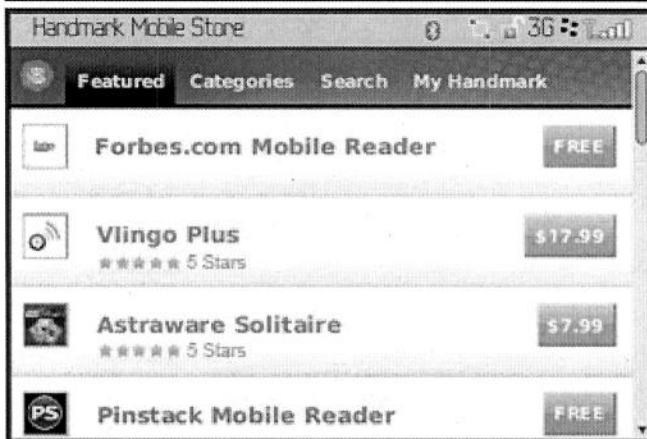 Handmark Mobile Store 3G
Featured Categories Search My Handmark
Forbes.com Mobile Reader FREE
Vlingo Plus $17.99
5 Stars
Astraware Solitaire $7.99
5 Stars
PS Pinstack Mobile Reader FREE